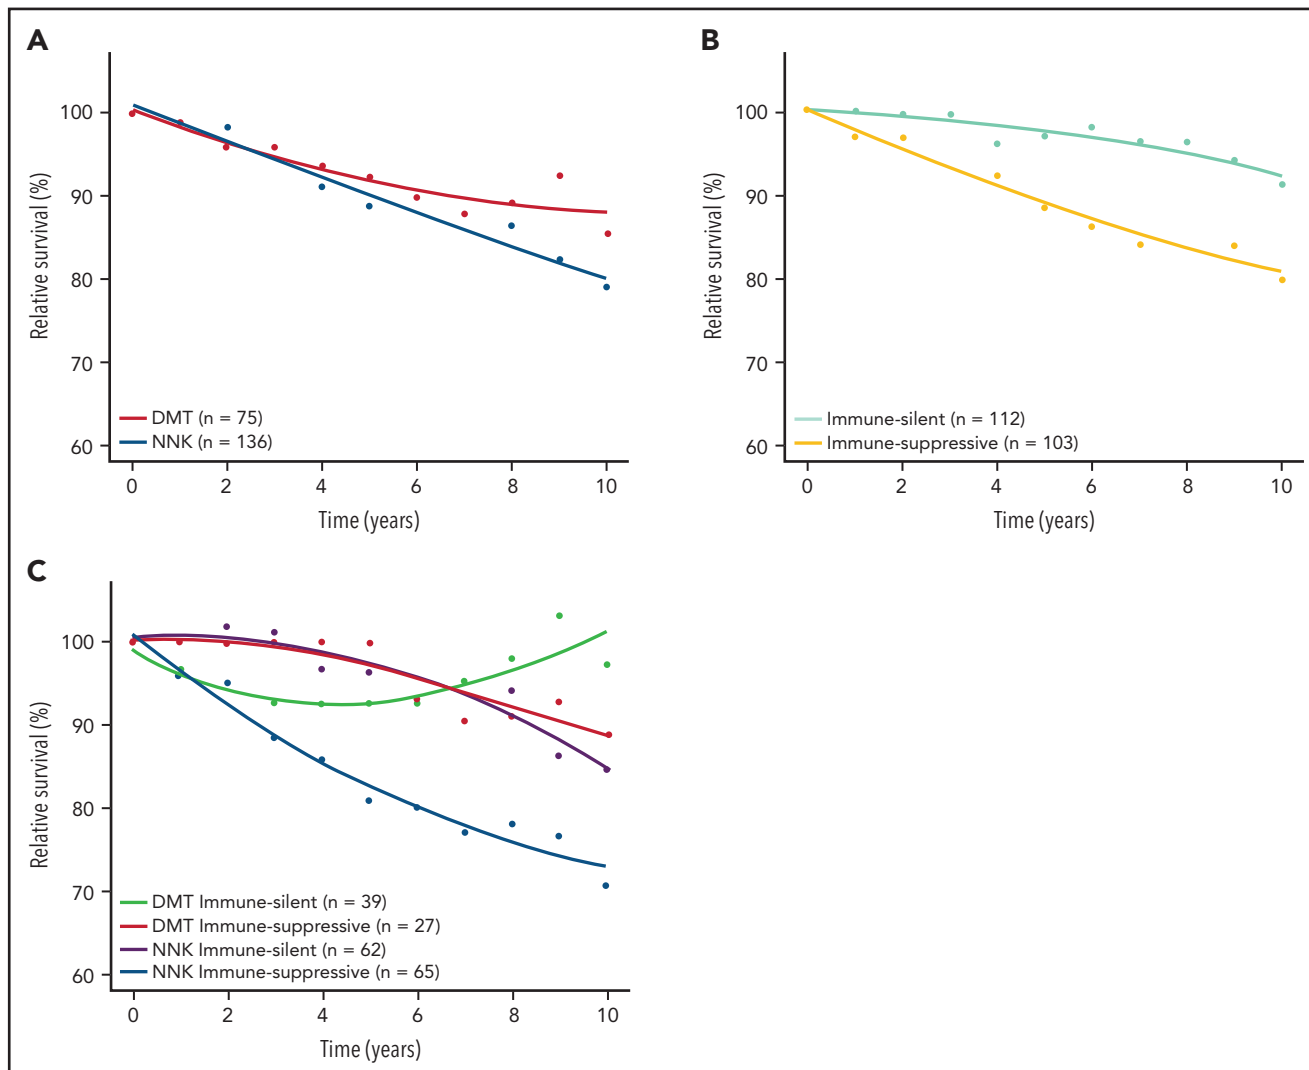 A
Relative survival (%)
100
90
80
70
60
DMT (n = 75)
NNK (n = 136)
0 2 4 6 8 10
Time (years)
B
Relative survival (%)
100
90
80
70
60
Immune-silent (n = 112)
Immune-suppressive (n = 103)
0 2 4 6 8 10
Time (years)
C
Relative survival (%)
100
90
80
70
60
DMT Immune-silent (n = 39)
DMT Immune-suppressive (n = 27)
NNK Immune-silent (n = 62)
NNK Immune-suppressive (n = 65)
0 2 4 6 8 10
Time (years)